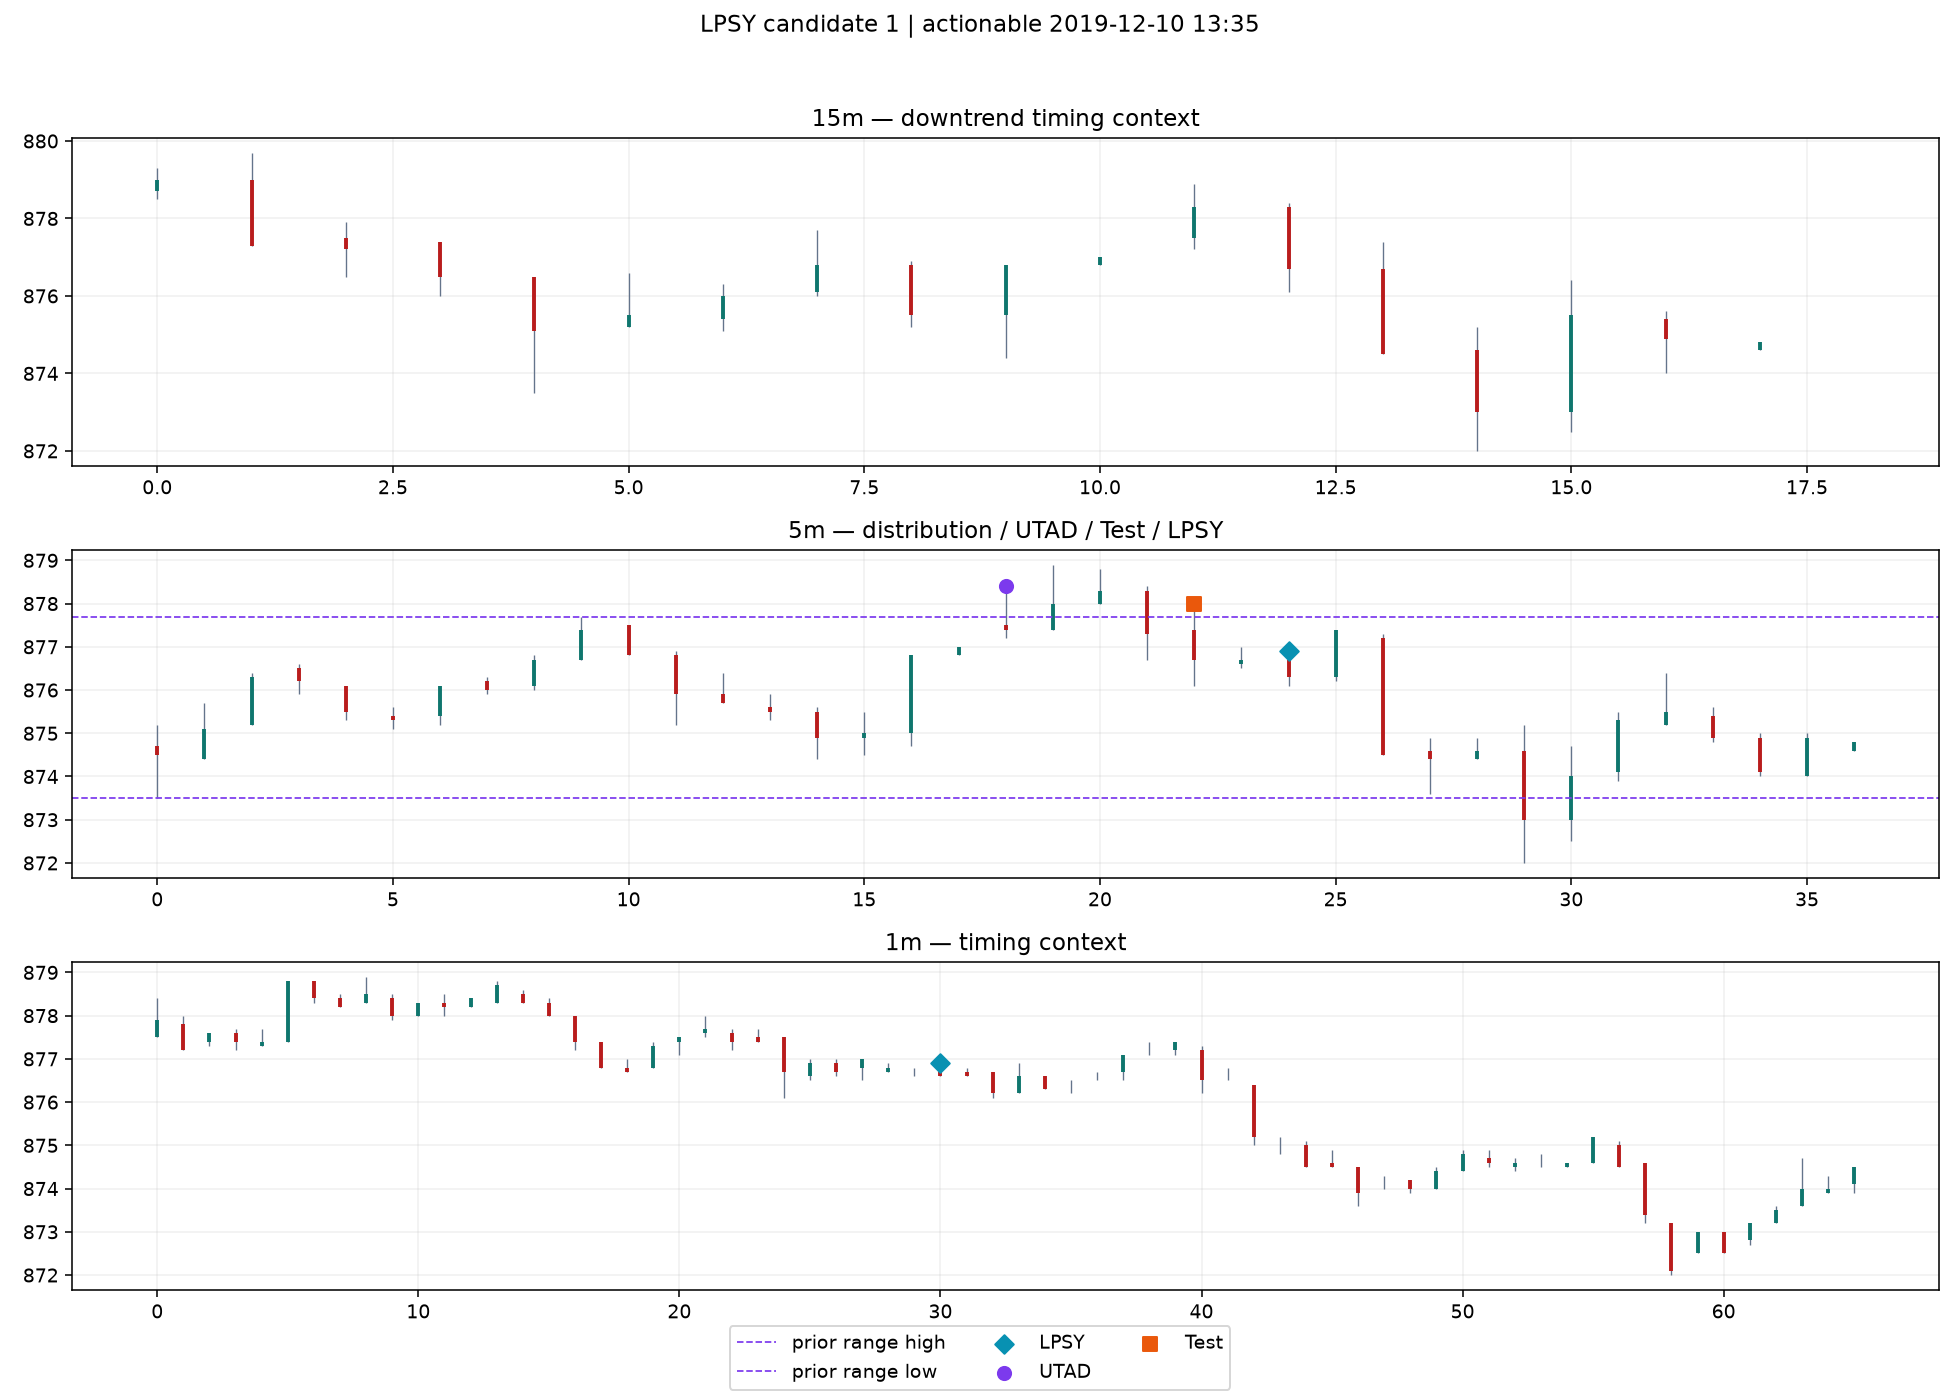 LPSY candidate 1 | actionable 2019-12-10 13:35
15m — downtrend timing context
880
878
876
874
872
0.0 2.5 5.0 7.5 10.0 12.5 15.0 17.5
5m — distribution / UTAD / Test / LPSY
879
878
877
876
875
874
873
872
0 5 10 15 20 25 30 35
1m — timing context
879
878
877
876
875
874
873
872
0 10 20 30 40 50 60
prior range high LPSY Test
prior range low UTAD